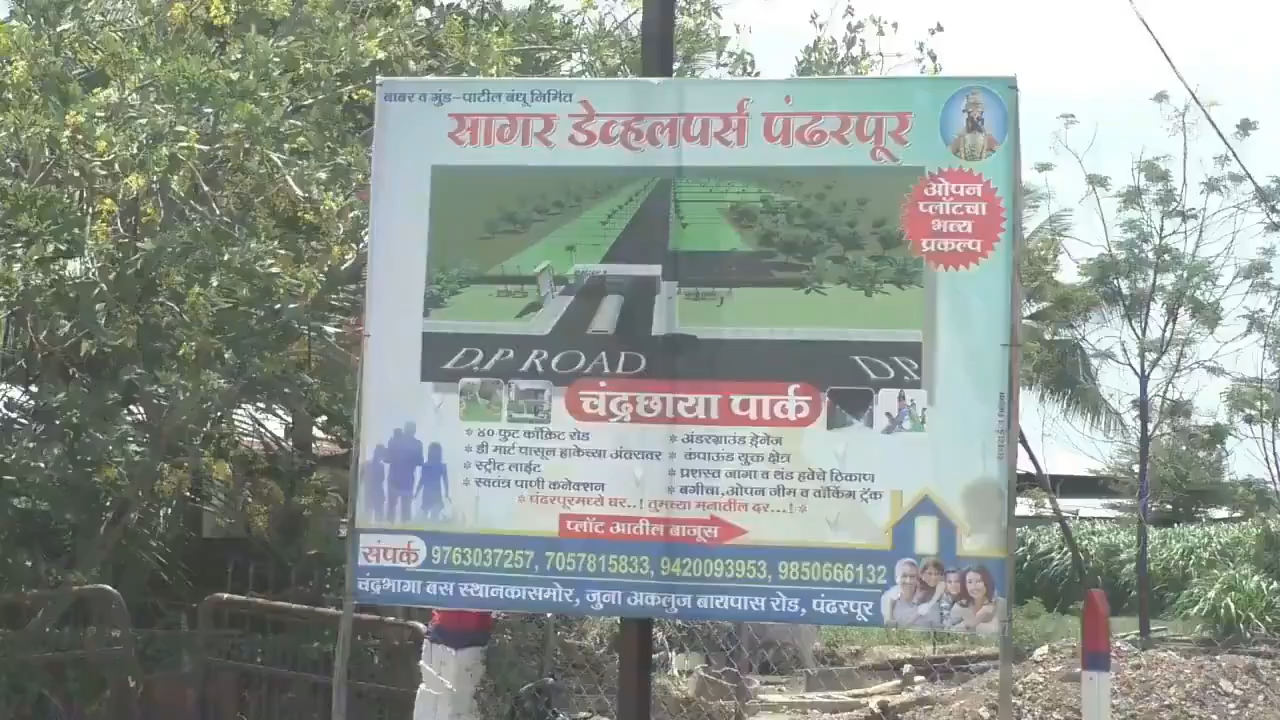 बाबर व गुंड-पाटील बंधू निर्मित
सागर डेव्हलपर्स पंढरपूर
ओपन
प्लॉटचा
भव्य
प्रकल्प
D.P ROAD
D.P.
चंद्रछाया पार्क
* ४० फुट काँक्रिट रोड
* डी मार्ट पासून हाकेच्या अंतरावर
* स्ट्रीट लाईट
* स्वतंत्र पाणी कनेक्शन
* अंडरग्राउंड ड्रेनेज
* कंपाऊंड युक्त क्षेत्र
* प्रशस्त जागा व थंड हवेचे ठिकाण
* बगीचा,ओपन जीम व वॉकिंग ट्रॅक
* पंढरपूरमध्ये घर..! तुमच्या मनातील दर...! *
प्लॉट आतील बाजूस
संपर्क 9763037257, 7057815833, 9420093953, 9850666132
चंद्रभागा बस स्थानकासमोर, जुना अकलुज बायपास रोड, पंढरपूर